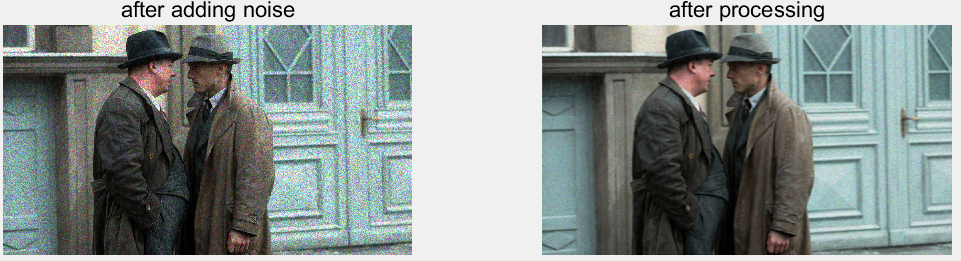 after adding noise
after processing